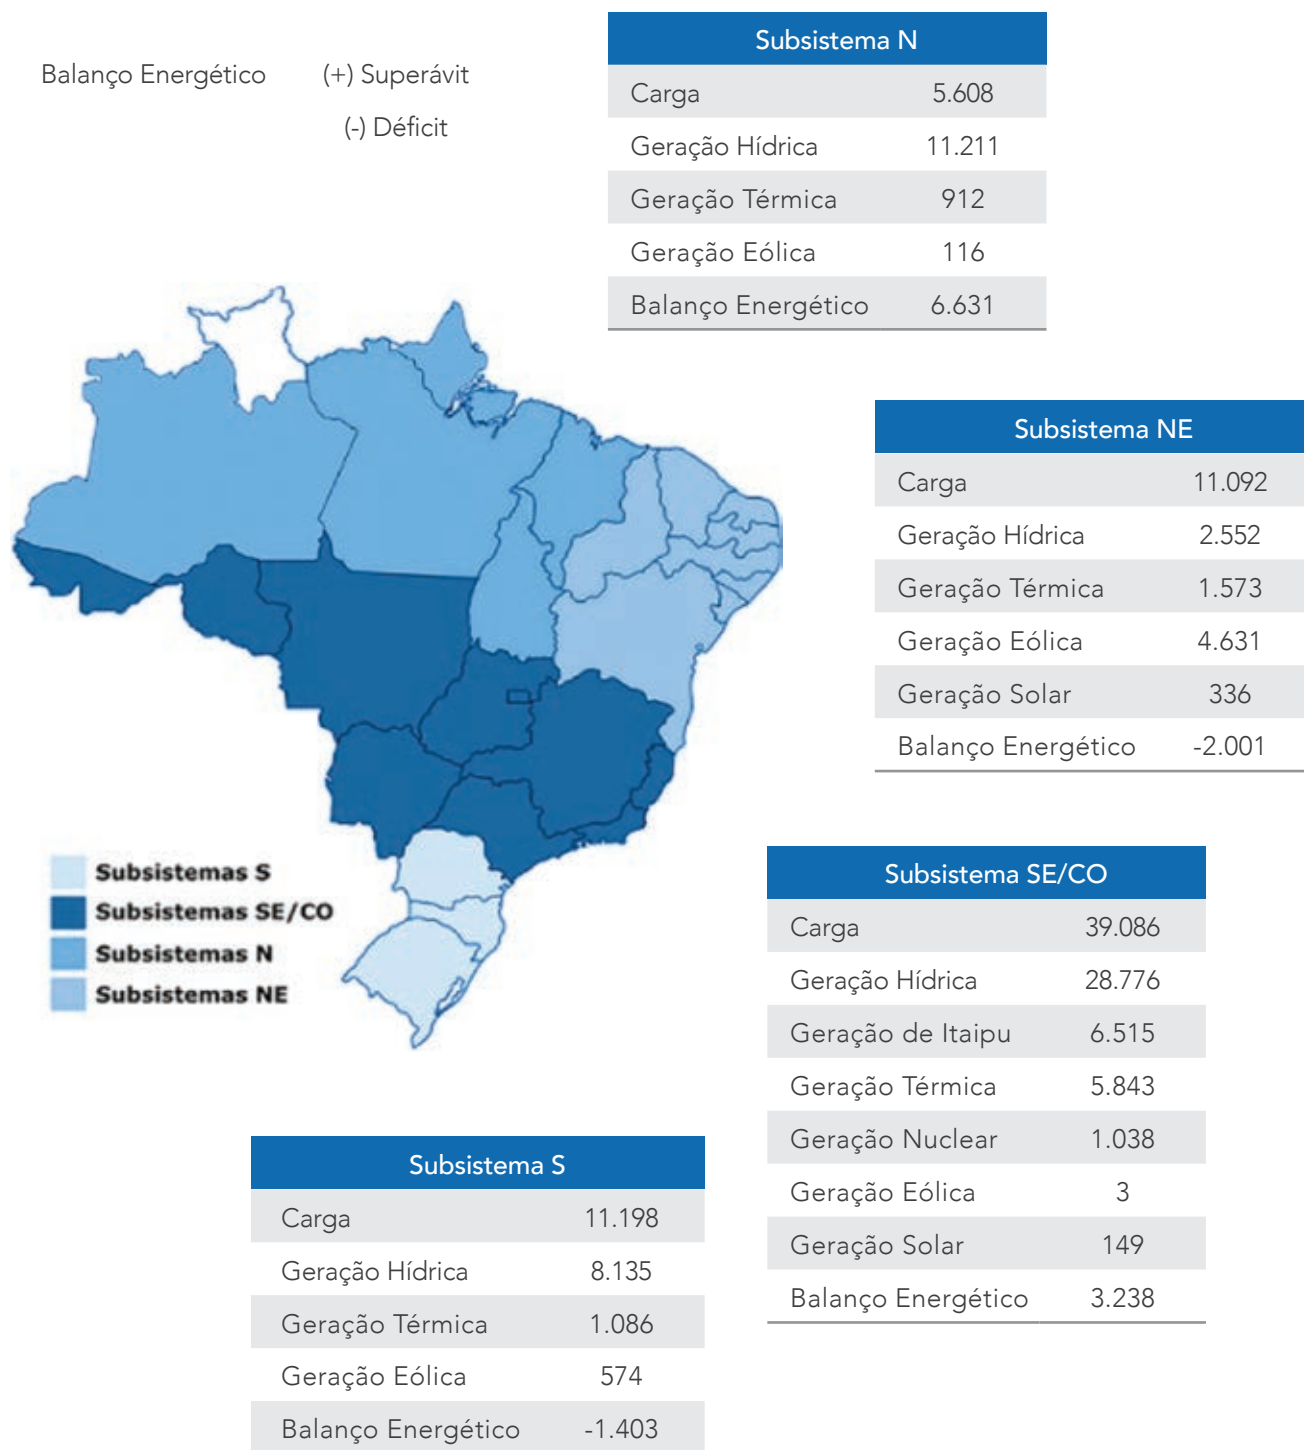 Balanço Energético (+) Superávit
(-) Déficit
Subsistema N
Carga 5.608
Geração Hídrica 11.211
Geração Térmica 912
Geração Eólica 116
Balanço Energético 6.631
Subsistema NE
Carga 11.092
Geração Hídrica 2.552
Geração Térmica 1.573
Geração Eólica 4.631
Geração Solar 336
Balanço Energético -2.001
Subsistemas S
Subsistemas SE/CO
Subsistemas N
Subsistemas NE
Subsistema SE/CO
Carga 39.086
Geração Hídrica 28.776
Geração de Itaipu 6.515
Geração Térmica 5.843
Geração Nuclear 1.038
Geração Eólica 3
Geração Solar 149
Balanço Energético 3.238
Subsistema S
Carga 11.198
Geração Hídrica 8.135
Geração Térmica 1.086
Geração Eólica 574
Balanço Energético -1.403